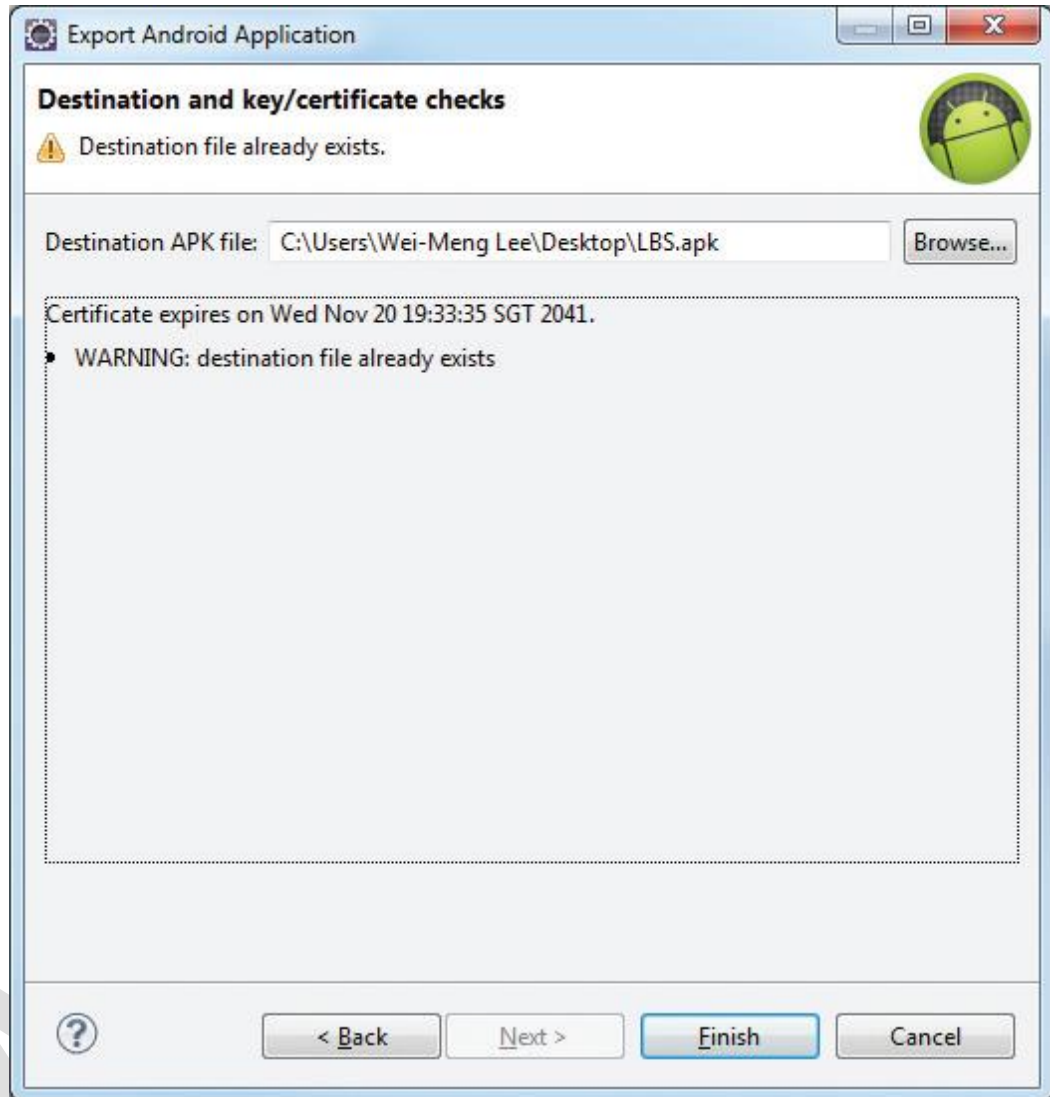 Export Android Application
Destination and key/certificate checks
Destination file already exists.
Destination APK file: C:\Users\Wei-Meng Lee\Desktop\LBS.apk Browse...
Certificate expires on Wed Nov 20 19:33:35 SGT 2041.
• WARNING: destination file already exists
? < Back Next > Finish Cancel